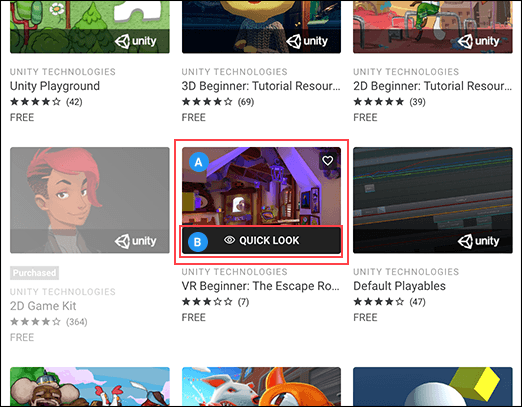 unity
unity
unity
UNITY TECHNOLOGIES
UNITY TECHNOLOGIES
UNITY TECHNOLOGIES
Unity Playground
3D Beginner: Tutorial Resour...
2D Beginner: Tutorial Resour...
(42)
(69)
(39)
FREE
FREE
FREE
A
unity
B
QUICK LOOK
unity
Purchased
UNITY TECHNOLOGIES
2D Game Kit
(364)
FREE
UNITY TECHNOLOGIES
VR Beginner: The Escape Ro...
(7)
FREE
UNITY TECHNOLOGIES
Default Playables
(47)
FREE